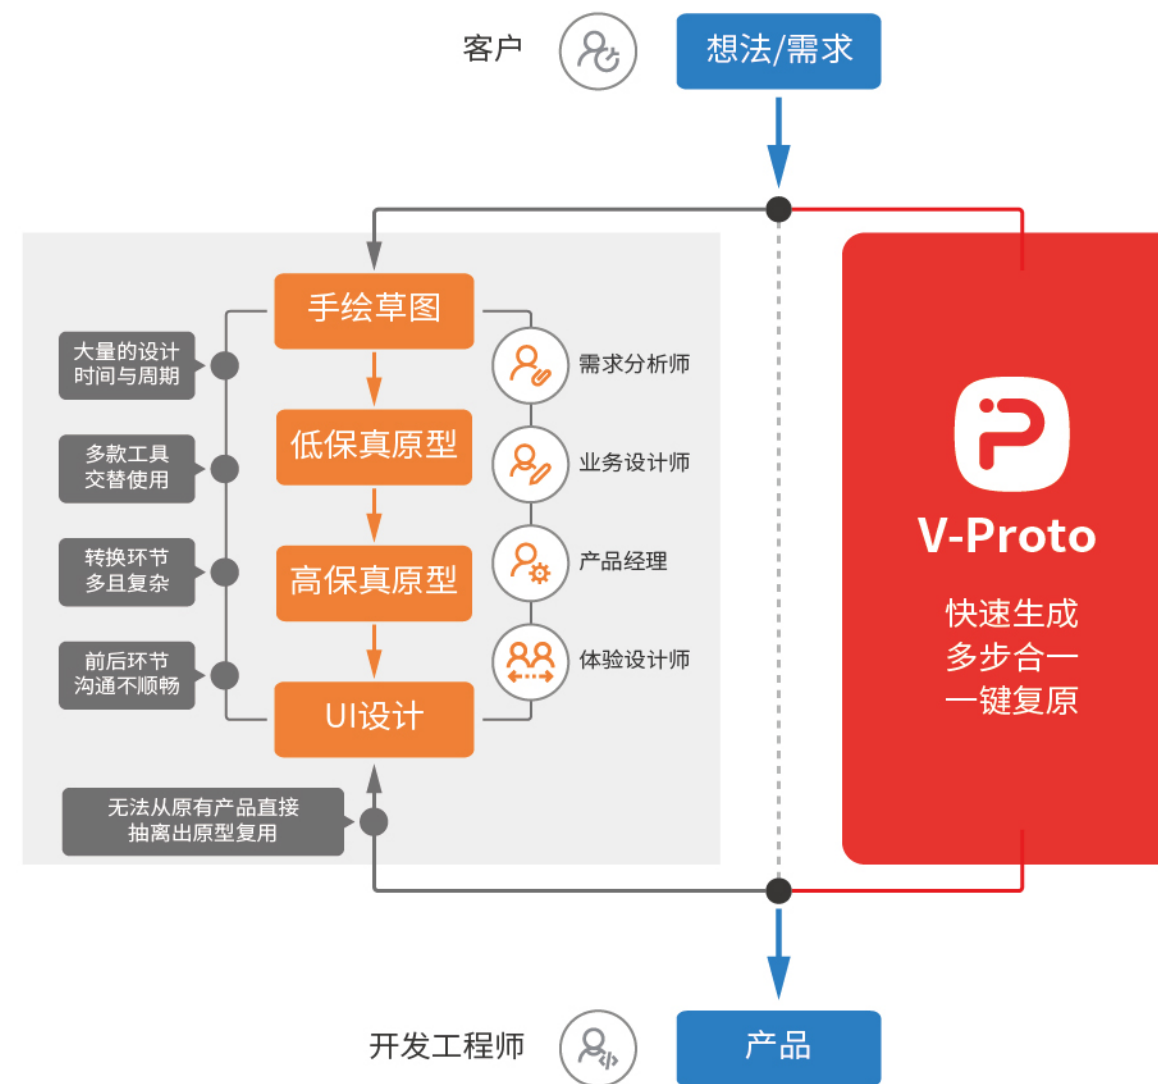 客户
想法/需求
手绘草图
大量的设计
时间与周期
需求分析师
低保真原型
多款工具
交替使用
业务设计师
高保真原型
转换环节
多且复杂
产品经理
前后环节
沟通不顺畅
体验设计师
UI设计
无法从原有产品直接
抽离出原型复用
V-Proto
快速生成
多步合一
一键复原
开发工程师
产品